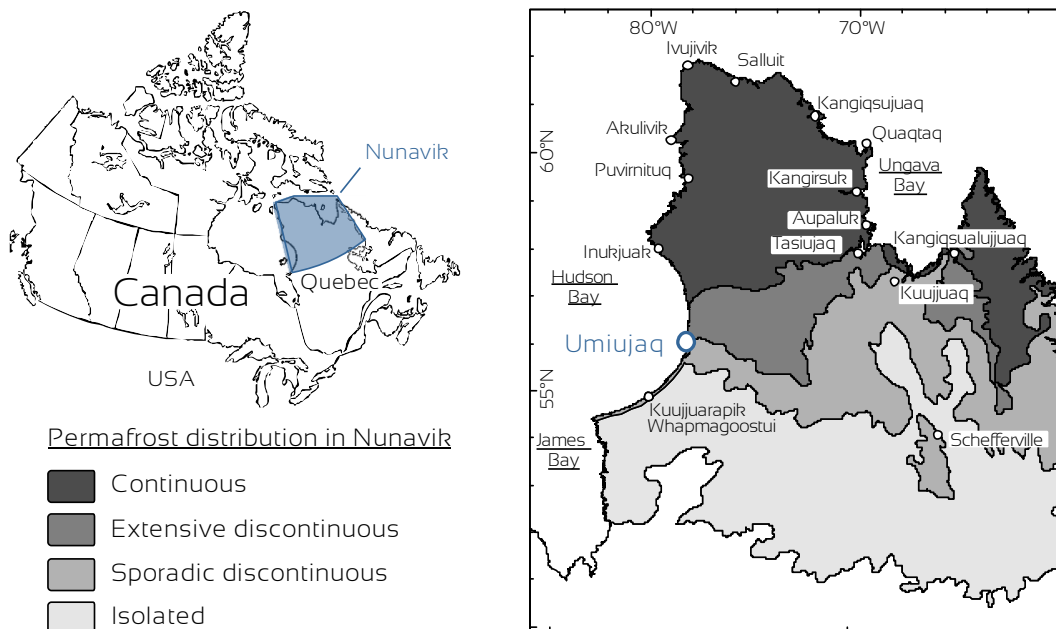 Nunavik
Canada
Quebec
USA
Permafrost distribution in Nunavik
Continuous
Extensive discontinuous
Sporadic discontinuous
Isolated
80°W
70°W
60°N
55°N
Ivujivik
Salluit
Kangiqsujuaq
Akulivik
Quaqtaq
Puvirnituq
Kangirsuk
Ungava
Bay
Aupaluk
Tasiujaq
Kangiqsualujjuaq
Inukjuak
Hudson
Bay
Kuujjuaq
Umiujaq
Kuujjuarapik
Whapmagoostui
James
Bay
Schefferville